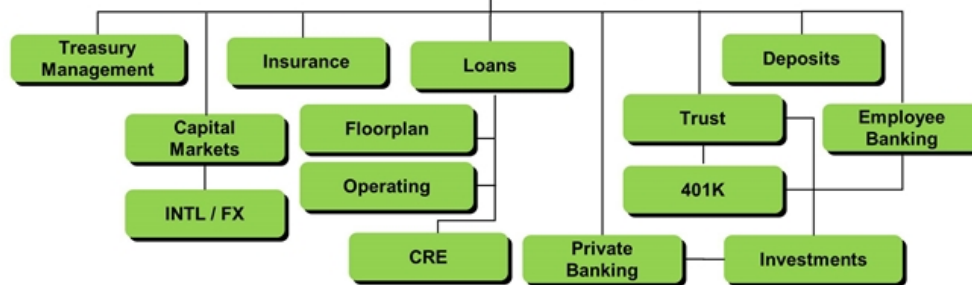 Treasury
Management
Insurance
Loans
Deposits
Capital
Markets
Floorplan
Trust
Employee
Banking
Operating
401K
INTL / FX
CRE
Private
Banking
Investments